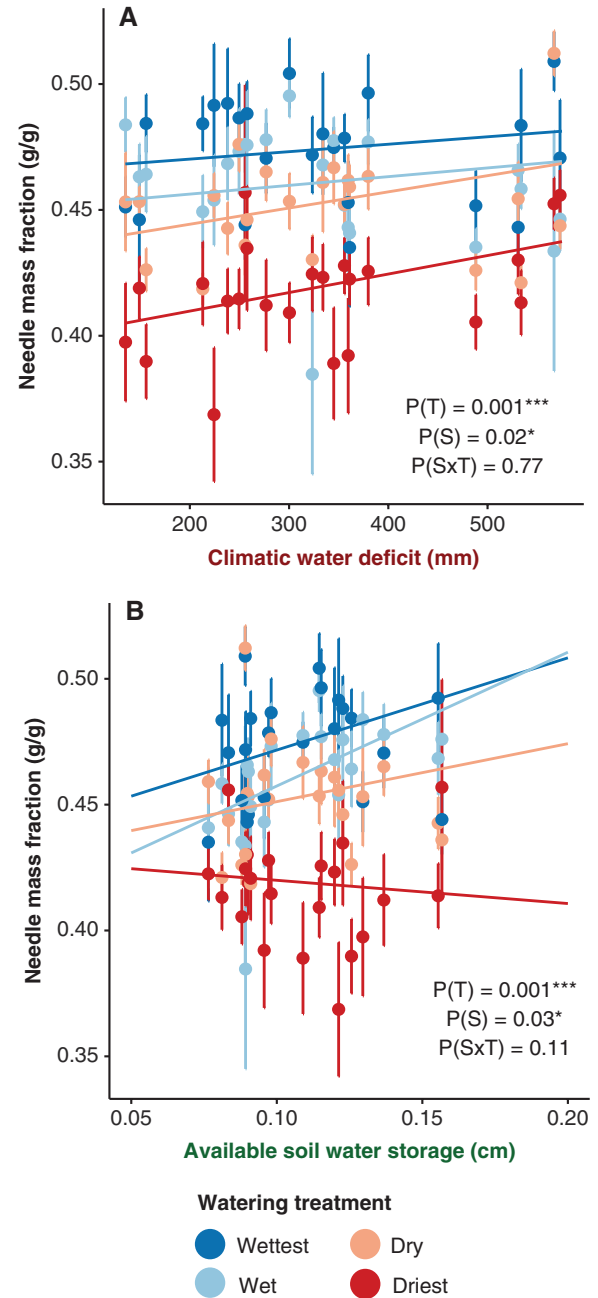 A
Needle mass fraction (g/g)
0.50
0.45
0.40
0.35
P(T) = 0.001***
P(S) = 0.02*
P(SxT) = 0.77
200 300 400 500
Climatic water deficit (mm)
B
Needle mass fraction (g/g)
0.50
0.45
0.40
0.35
P(T) = 0.001***
P(S) = 0.03*
P(SxT) = 0.11
0.05 0.10 0.15 0.20
Available soil water storage (cm)
Watering treatment
Wettest Dry
Wet Driest